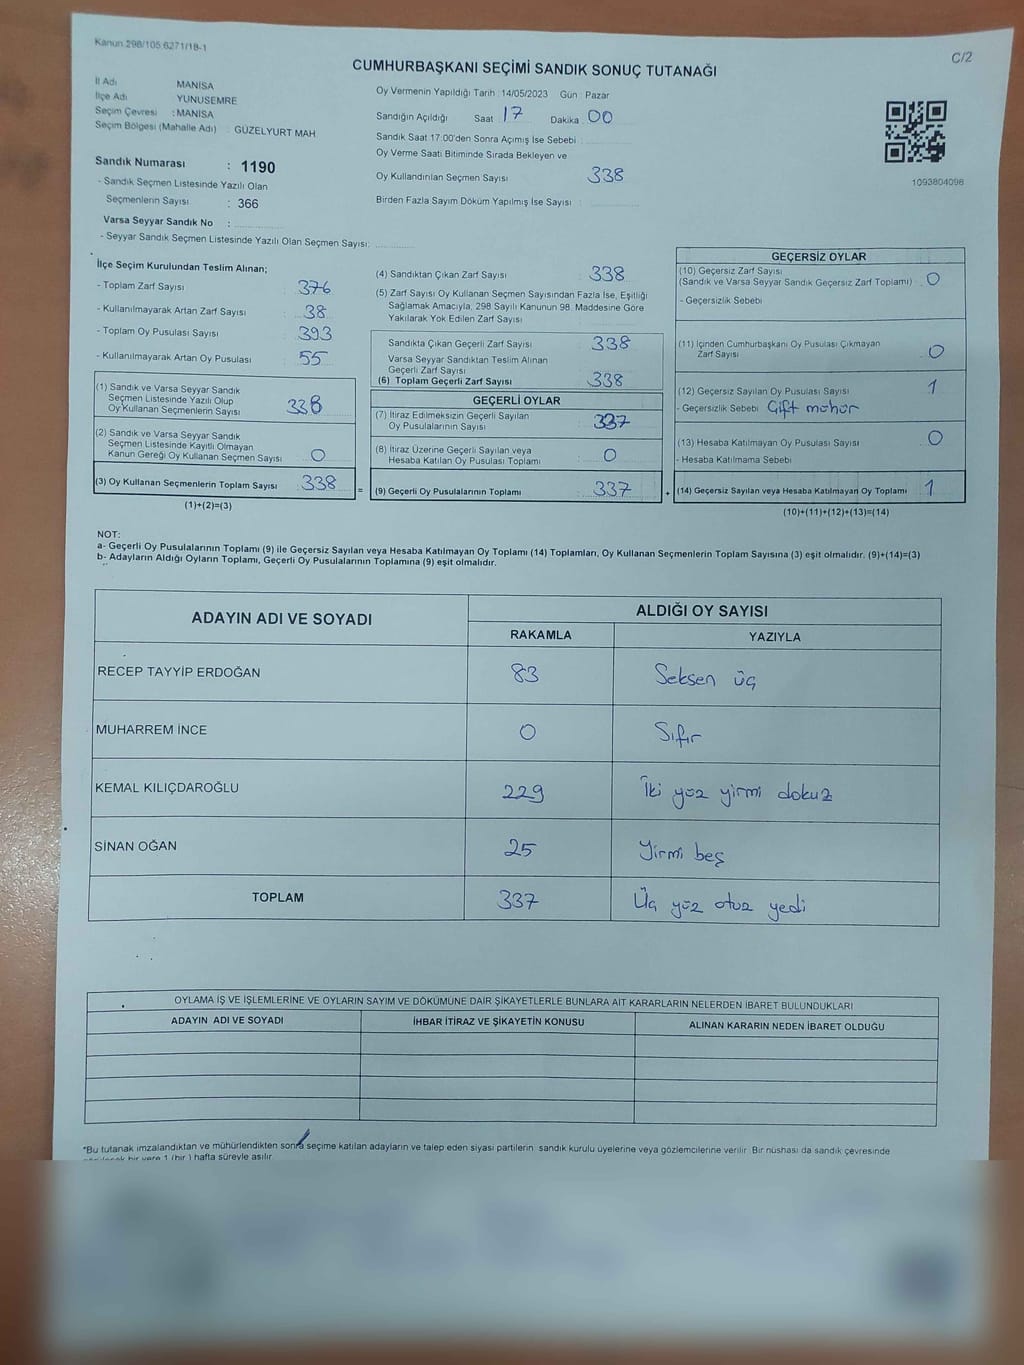 Kanun 298/105 6271/18-1
C/2
CUMHURBAŞKANI SEÇİMİ SANDIK SONUÇ TUTANAĞI
İl Adı MANİSA
İlçe Adı YUNUSEMRE
Seçim Çevresi : MANİSA
Seçim Bölgesi (Mahalle Adı) : GÜZELYURT MAH.
Sandık Numarası : 1190
- Sandık Seçmen Listesinde Yazılı Olan
Seçmenlerin Sayısı : 366
Varsa Seyyar Sandık No :
- Seyyar Sandık Seçmen Listesinde Yazılı Olan Seçmen Sayısı:
Oy Vermenin Yapıldığı Tarih :14/05/2023 Gün : Pazar
Sandığın Açıldığı Saat : 17 Dakika : 00
Sandık Saat 17:00'den Sonra Açımış İse Sebebi :
Oy Verme Saati Bitiminde Sırada Bekleyen ve
Oy Kullandırılan Seçmen Sayısı : 338
Birden Fazla Sayım Döküm Yapılmış İse Sayısı :
1093804096
İlçe Seçim Kurulundan Teslim Alınan;
- Toplam Zarf Sayısı : 376
- Kullanılmayarak Artan Zarf Sayısı : 38
- Toplam Oy Pusulası Sayısı : 393
- Kullanılmayarak Artan Oy Pusulası : 55
(1) Sandık ve Varsa Seyyar Sandık
Seçmen Listesinde Yazılı Olup
Oy Kullanan Seçmenlerin Sayısı : 338
(2) Sandık ve Varsa Seyyar Sandık
Seçmen Listesinde Kayıtlı Olmayan
Kanun Gereği Oy Kullanan Seçmen Sayısı : 0
(3) Oy Kullanan Seçmenlerin Toplam Sayısı : 338
(1)+(2)=(3)
(4) Sandıktan Çıkan Zarf Sayısı : 338
(5) Zarf Sayısı Oy Kullanan Seçmen Sayısından Fazla İse, Eşitliği
Sağlamak Amacıyla, 298 Sayılı Kanunun 98. Maddesine Göre
Yakılarak Yok Edilen Zarf Sayısı :
Sandıkta Çıkan Geçerli Zarf Sayısı : 338
Varsa Seyyar Sandıktan Teslim Alınan
Geçerli Zarf Sayısı :
(6) Toplam Geçerli Zarf Sayısı : 338
GEÇERLİ OYLAR
(7) İtiraz Edilmeksizin Geçerli Sayılan
Oy Pusulalarının Sayısı : 337
(8) İtiraz Üzerine Geçerli Sayılan veya
Hesaba Katılan Oy Pusulası Toplamı : 0
= (9) Geçerli Oy Pusulalarının Toplamı : 337
GEÇERSİZ OYLAR
(10) Geçersiz Zarf Sayısı
(Sandık ve Varsa Seyyar Sandık Geçersiz Zarf Toplamı) : 0
- Geçersizlik Sebebi
(11) İçinden Cumhurbaşkanı Oy Pusulası Çıkmayan
Zarf Sayısı : 0
(12) Geçersiz Sayılan Oy Pusulası Sayısı : 1
- Geçersizlik Sebebi Çift mühür
(13) Hesaba Katılmayan Oy Pusulası Sayısı : 0
- Hesaba Katılmama Sebebi
+ (14) Geçersiz Sayılan veya Hesaba Katılmayan Oy Toplamı : 1
(10)+(11)+(12)+(13)=(14)
NOT:
a- Geçerli Oy Pusulalarının Toplamı (9) ile Geçersiz Sayılan veya Hesaba Katılmayan Oy Toplamı (14) Toplamları, Oy Kullanan Seçmenlerin Toplam Sayısına (3) eşit olmalıdır. (9)+(14)=(3)
b- Adayların Aldığı Oyların Toplamı, Geçerli Oy Pusulalarının Toplamına (9) eşit olmalıdır.
ADAYIN ADI VE SOYADI ALDIĞI OY SAYISI
RAKAMLA YAZIYLA
RECEP TAYYİP ERDOĞAN 83 Seksen üç
MUHARREM İNCE 0 Sıfır
KEMAL KILIÇDAROĞLU 229 İki yüz yirmi dokuz
SİNAN OĞAN 25 Yirmi beş
TOPLAM 337 Üç yüz otuz yedi
OYLAMA İŞ VE İŞLEMLERİNE VE OYLARIN SAYIM VE DÖKÜMÜNE DAİR ŞİKAYETLERLE BUNLARA AİT KARARLARIN NELERDEN İBARET BULUNDUKLARI
ADAYIN ADI VE SOYADI İHBAR İTİRAZ VE ŞİKAYETİN KONUSU ALINAN KARARIN NEDEN İBARET OLDUĞU
*Bu tutanak imzalandıktan ve mühürlendikten sonra seçime katılan adayların ve talep eden siyasi partilerin sandık kurulu üyelerine veya gözlemcilerine verilir. Bir nüshası da sandık çevresinde
bir yere 1 (bir ) hafta süreyle asılır.